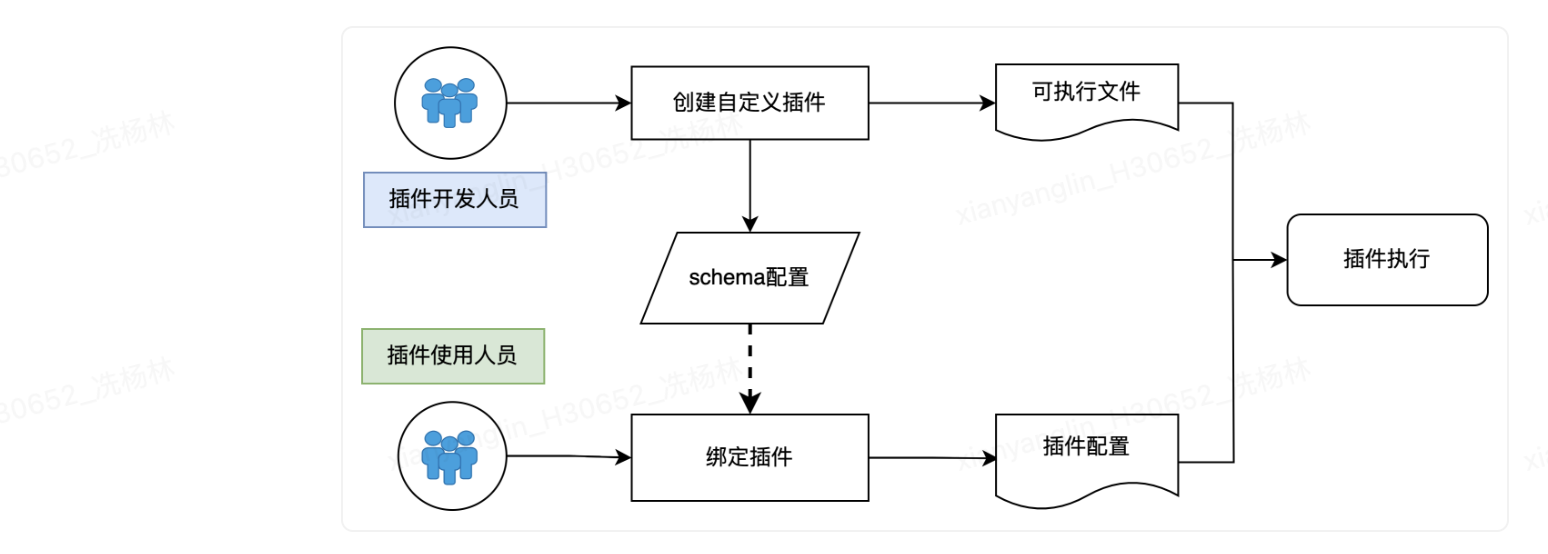 创建自定义插件
可执行文件
插件开发人员
schema配置
插件执行
插件使用人员
绑定插件
插件配置
30652_冼杨林
xianyanglin_H30652_冼杨林
xianyanglin_H30652_冼杨林
30652_冼杨林
xianyanglin_H30652_冼杨林
xianyanglin_H30652_冼杨林